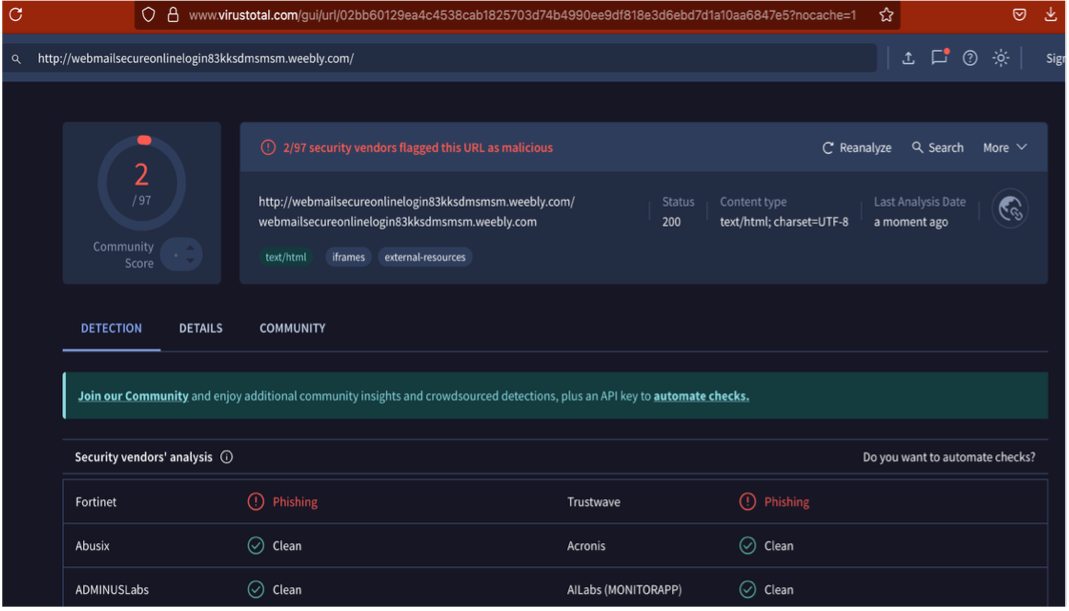 www.virustotal.com/gui/url/02bb60129ea4c4538cab1825703d74b4990ee9df818e3d6ebd7d1a10aa6847e5?nocache=1
http://webmailsecureonlinelogin83kksdmsmsm.weebly.com/
Sign
2
/ 97
Community
Score
2/97 security vendors flagged this URL as malicious
Reanalyze
Search
More
http://webmailsecureonlinelogin83kksdmsmsm.weebly.com/
webmailsecureonlinelogin83kksdmsmsm.weebly.com
Status
200
Content type
text/html; charset=UTF-8
Last Analysis Date
a moment ago
text/html
iframes
external-resources
DETECTION
DETAILS
COMMUNITY
Join our Community and enjoy additional community insights and crowdsourced detections, plus an API key to automate checks.
Security vendors' analysis
Do you want to automate checks?
Fortinet
Phishing
Trustwave
Phishing
Abusix
Clean
Acronis
Clean
ADMINUSLabs
Clean
AILabs (MONITORAPP)
Clean